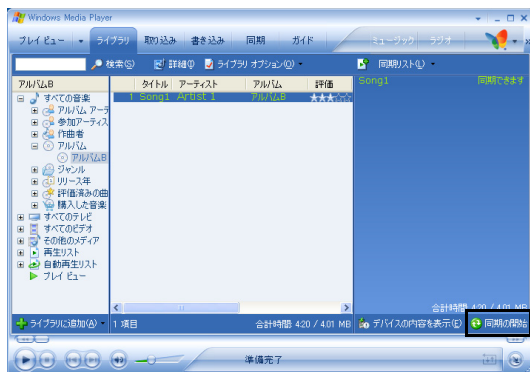 Windows Media Player
プレイ ビュー ライブラリ 取り込み 書き込み 同期 ガイド ミュージック ラジオ
検索(S) 詳細(I) ライブラリ オプション(O) 同期リスト(L)
アルバムB タイトル アーティスト アルバム 評価 Song1 同期できます
1 Song1 Artist 1 アルバムB
すべての音楽
アルバム アーテ
参加アーティス
作曲者
アルバム
アルバムB
ジャンル
リリース年
評価済みの曲
購入した音楽
すべてのテレビ
すべてのビデオ
その他のメディア
再生リスト
自動再生リスト
プレイ ビュー
合計時間 4:20 / 4.01 MB
ライブラリに追加(A) 1 項目 合計時間 4:20 / 4.01 MB デバイスの内容を表示(E) 同期の開始
準備完了